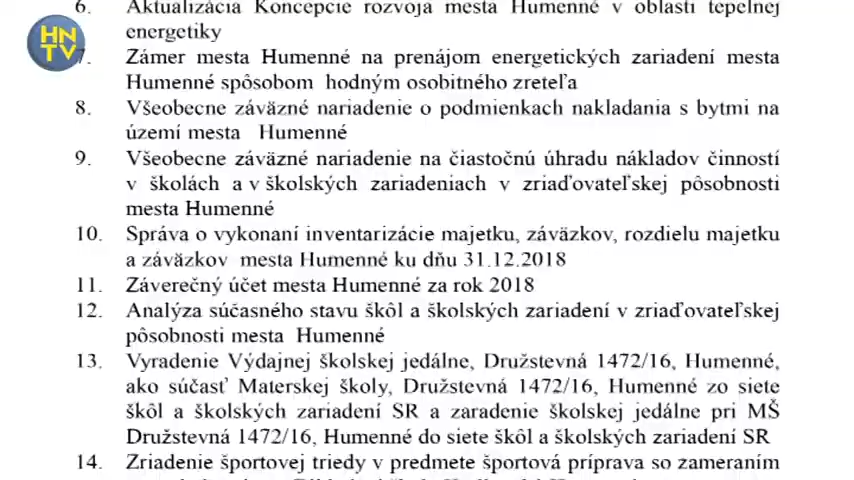 6. Aktualizácia Koncepcie rozvoja mesta Humenné v oblasti tepelnej
energetiky
HN
TV
7. Zámer mesta Humenné na prenájom energetických zariadení mesta
Humenné spôsobom hodným osobitného zreteľa
8. Všeobecne záväzné nariadenie o podmienkach nakladania s bytmi na
území mesta Humenné
9. Všeobecne záväzné nariadenie na čiastočnú úhradu nákladov činností
v školách a v školských zariadeniach v zriaďovateľskej pôsobnosti
mesta Humenné
10. Správa o vykonaní inventarizácie majetku, záväzkov, rozdielu majetku
a záväzkov mesta Humenné ku dňu 31.12.2018
11. Záverečný účet mesta Humenné za rok 2018
12. Analýza súčasného stavu škôl a školských zariadení v zriaďovateľskej
pôsobnosti mesta Humenné
13. Vyradenie Výdajnej školskej jedálne, Družstevná 1472/16, Humenné,
ako súčasť Materskej školy, Družstevná 1472/16, Humenné zo siete
škôl a školských zariadení SR a zaradenie školskej jedálne pri MŠ
Družstevná 1472/16, Humenné do siete škôl a školských zariadení SR
14. Zriadenie športovej triedy v predmete športová príprava so zameraním